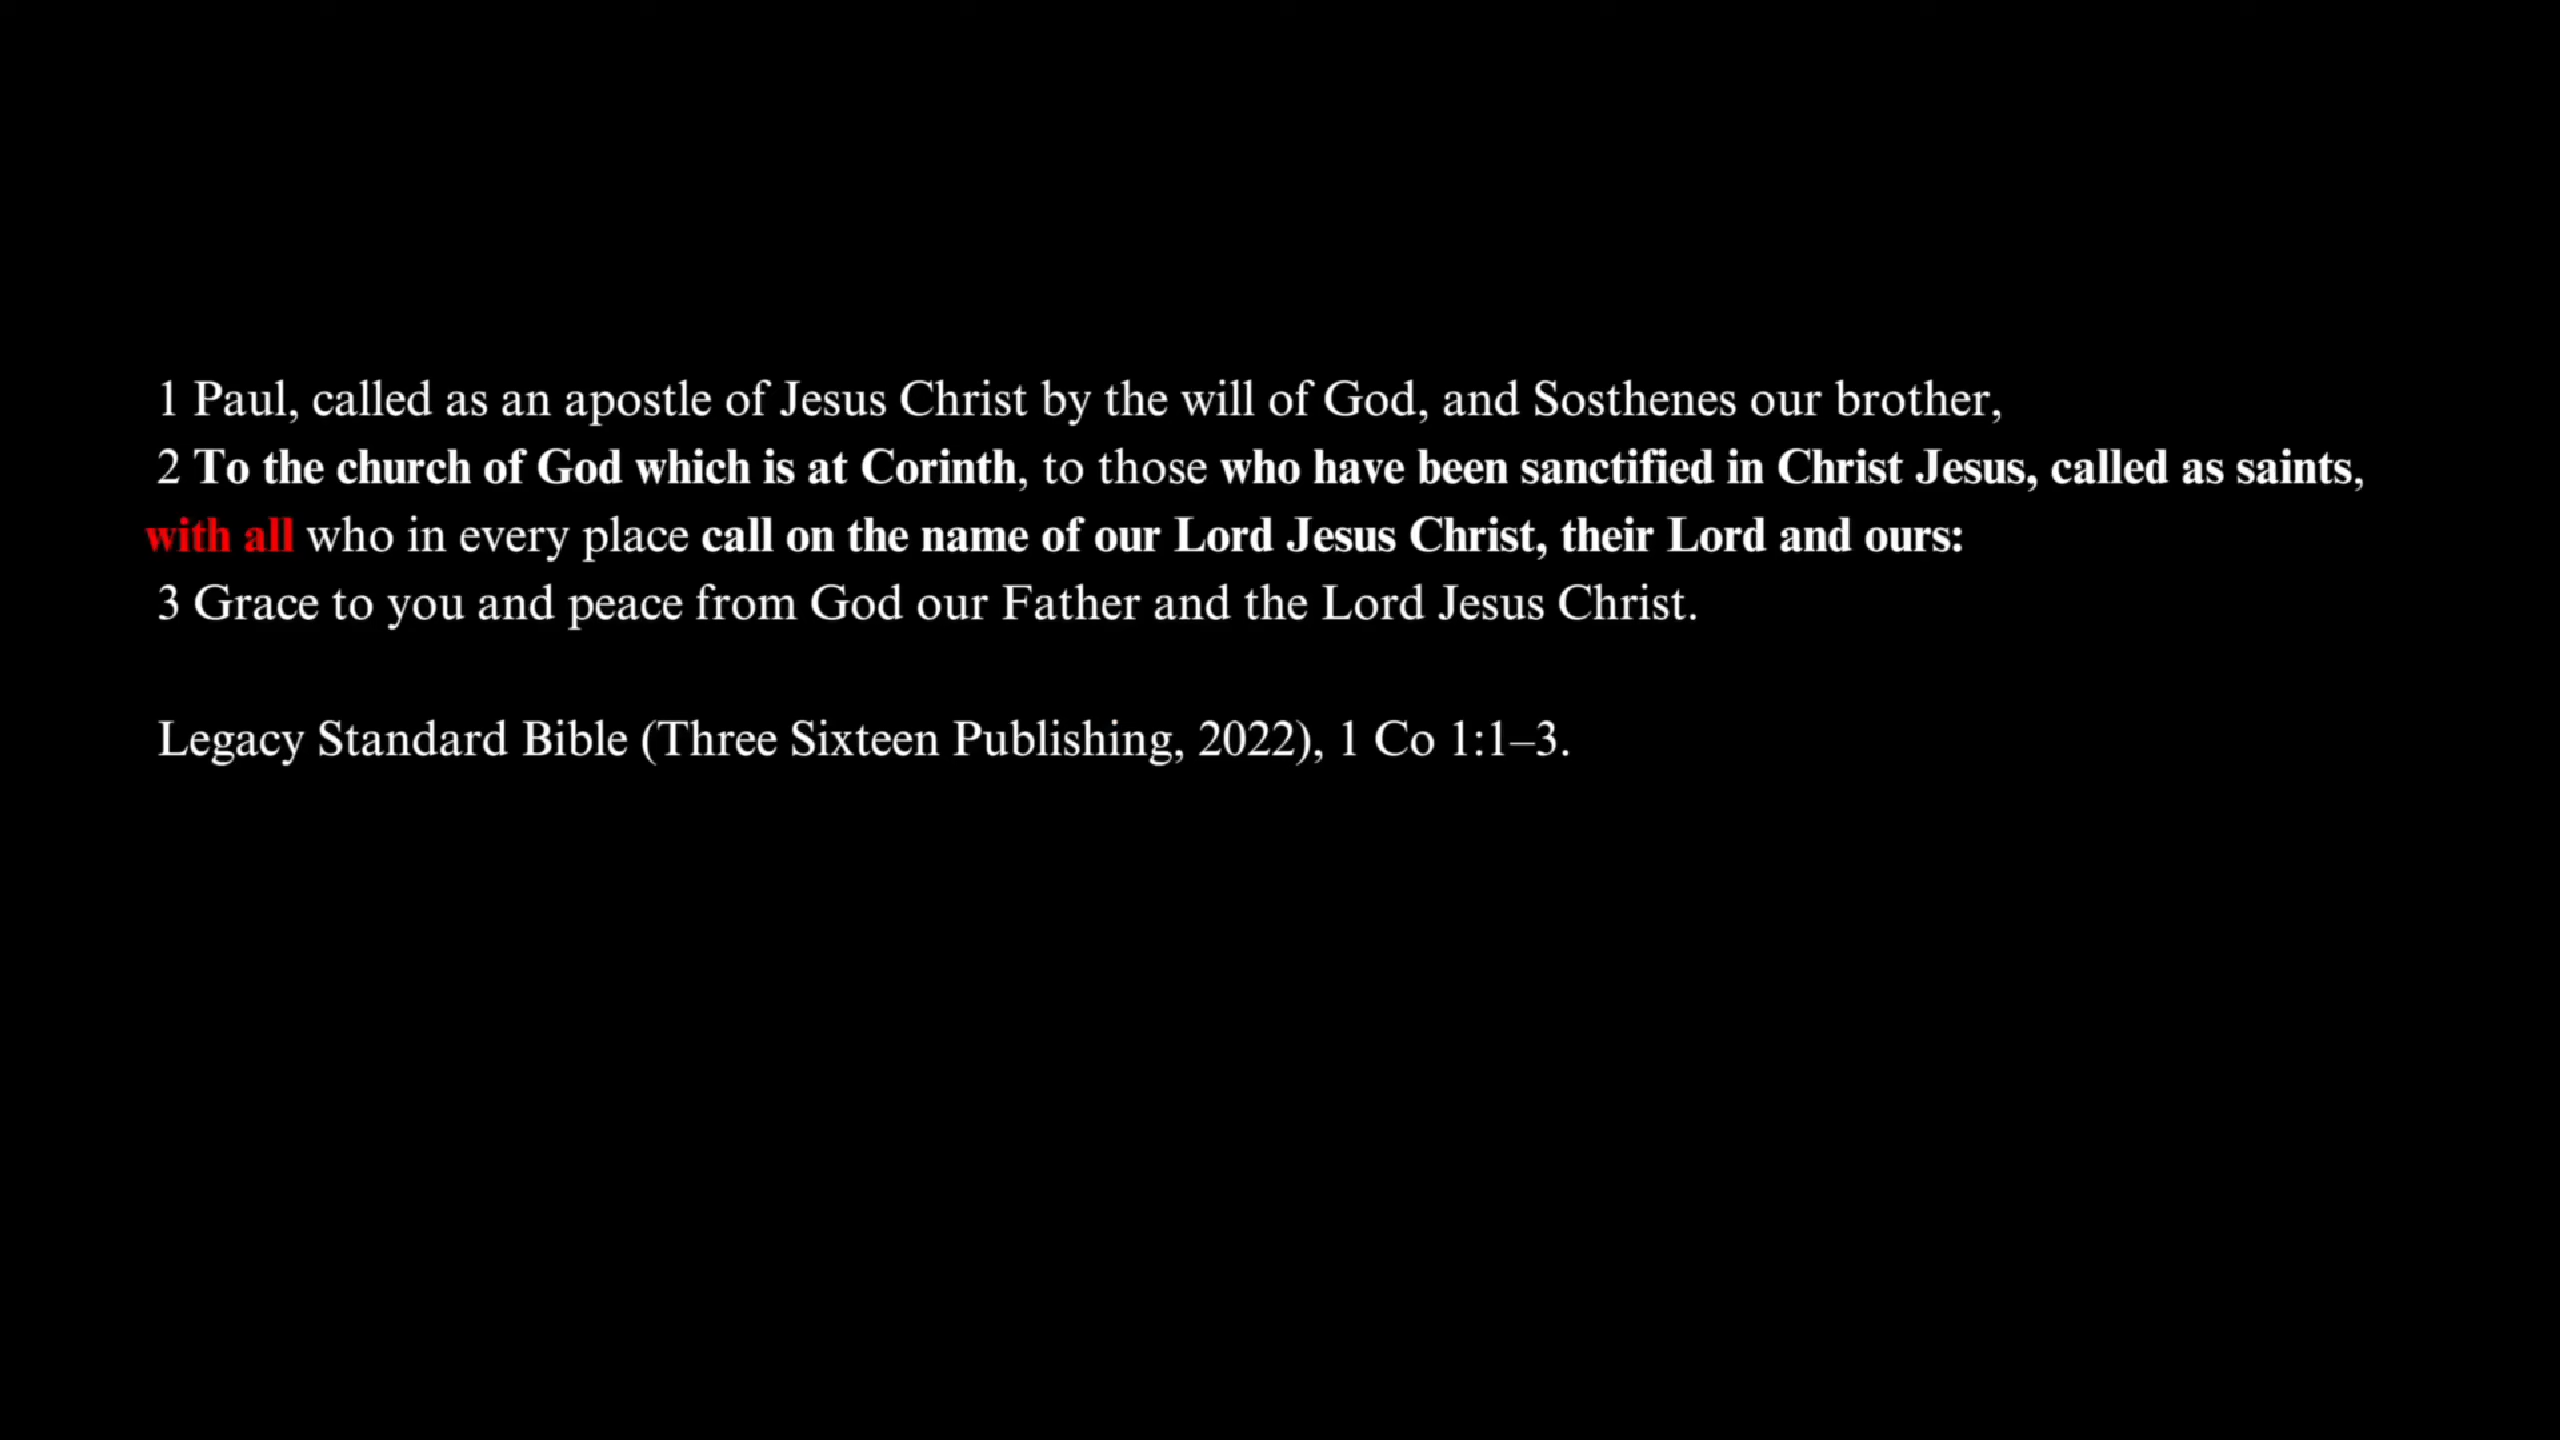 1 Paul, called as an apostle of Jesus Christ by the will of God, and Sosthenes our brother,
2 To the church of God which is at Corinth, to those who have been sanctified in Christ Jesus, called as saints,
with all who in every place call on the name of our Lord Jesus Christ, their Lord and ours:
3 Grace to you and peace from God our Father and the Lord Jesus Christ.
Legacy Standard Bible (Three Sixteen Publishing, 2022), 1 Co 1:1–3.